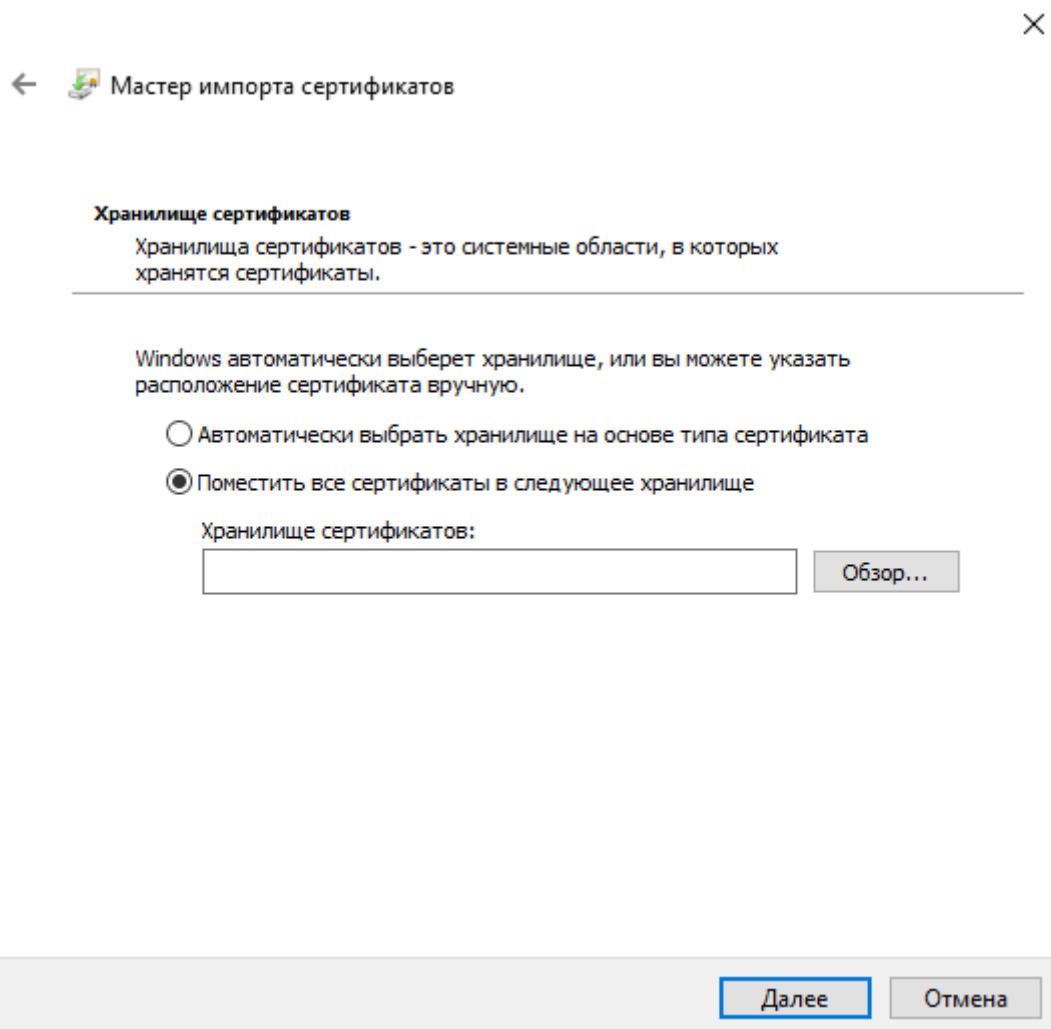 Мастер импорта сертификатов
Хранилище сертификатов
Хранилища сертификатов - это системные области, в которых
хранятся сертификаты.
Windows автоматически выберет хранилище, или вы можете указать
расположение сертификата вручную.
Автоматически выбрать хранилище на основе типа сертификата
Поместить все сертификаты в следующее хранилище
Хранилище сертификатов:
Обзор...
Далее
Отмена